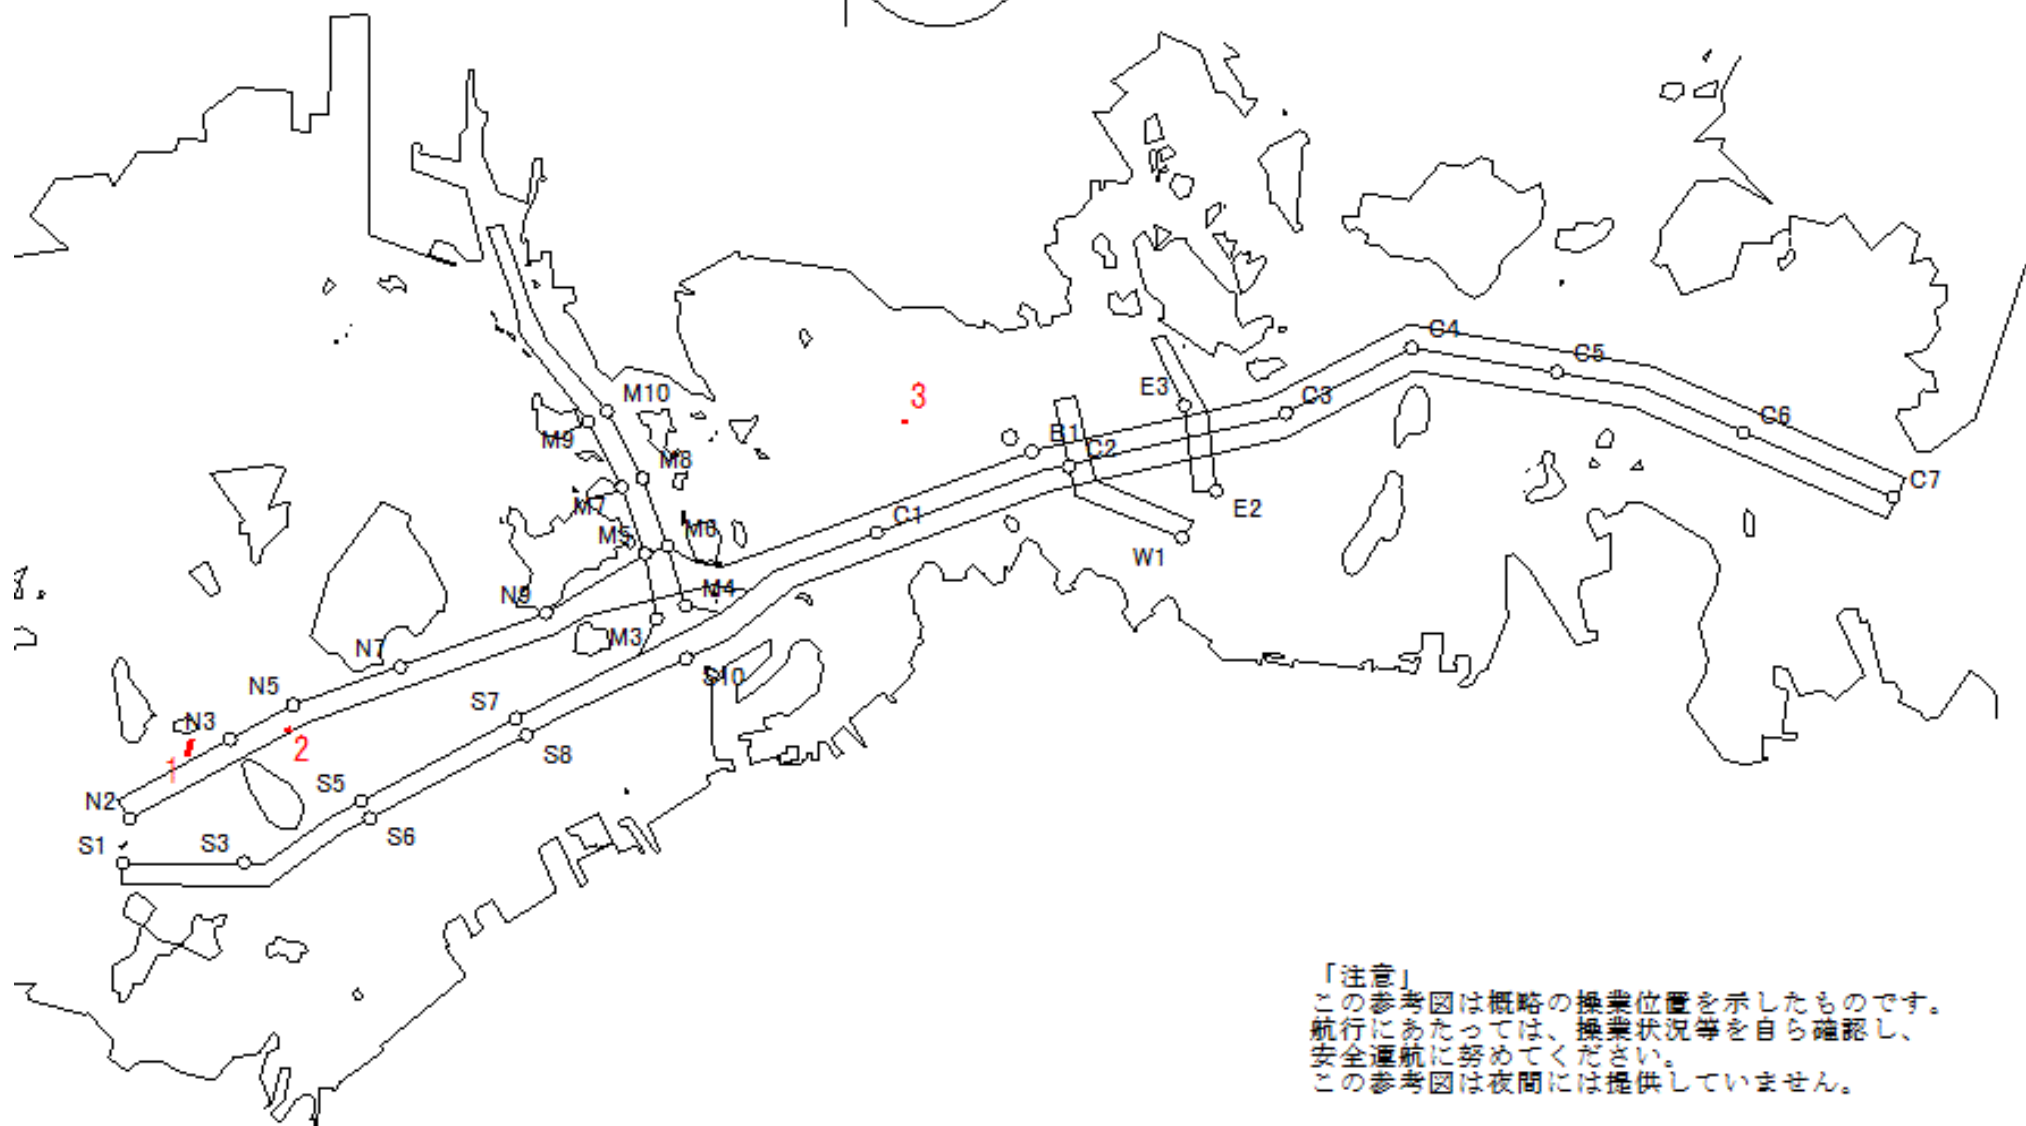 C4
C5
M10
3
E3
C3
C6
M9
B1
C2
M8
C7
M7
E2
C1
M5
M6
W1
N9
M4
M3
N7
S10
N5
S7
N3
2
S8
1
S5
N2
S6
S1
S3
「注意」
この参考図は概略の操業位置を示したものです。
航行にあたっては、操業状況等を自ら確認し、
安全運航に努めてください。
この参考図は夜間には提供していません。